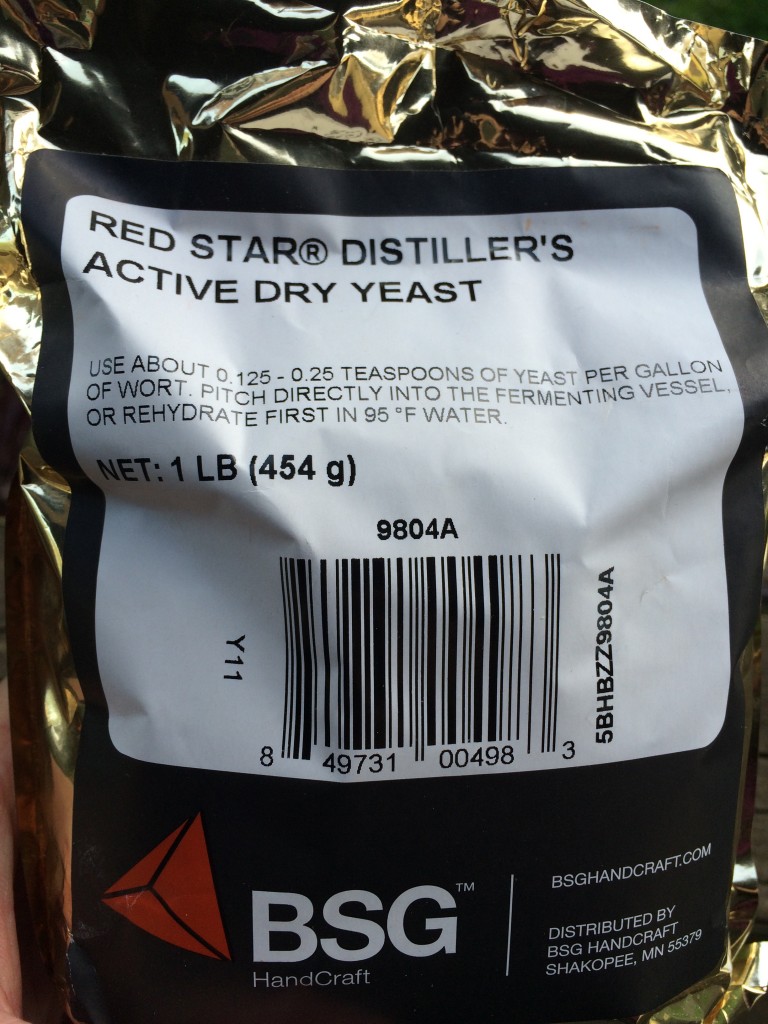 RED STAR® DISTILLER'S
ACTIVE DRY YEAST
USE ABOUT 0.125 - 0.25 TEASPOONS OF YEAST PER GALLON
OF WORT. PITCH DIRECTLY INTO THE FERMENTING VESSEL,
OR REHYDRATE FIRST IN 95 °F WATER.
NET: 1 LB (454 g)
9804A
Y11
5BHBZZ9804A
8 49731 00498 3
BSG™
HandCraft
BSGHANDCRAFT.COM
DISTRIBUTED BY
BSG HANDCRAFT
SHAKOPEE, MN 55379